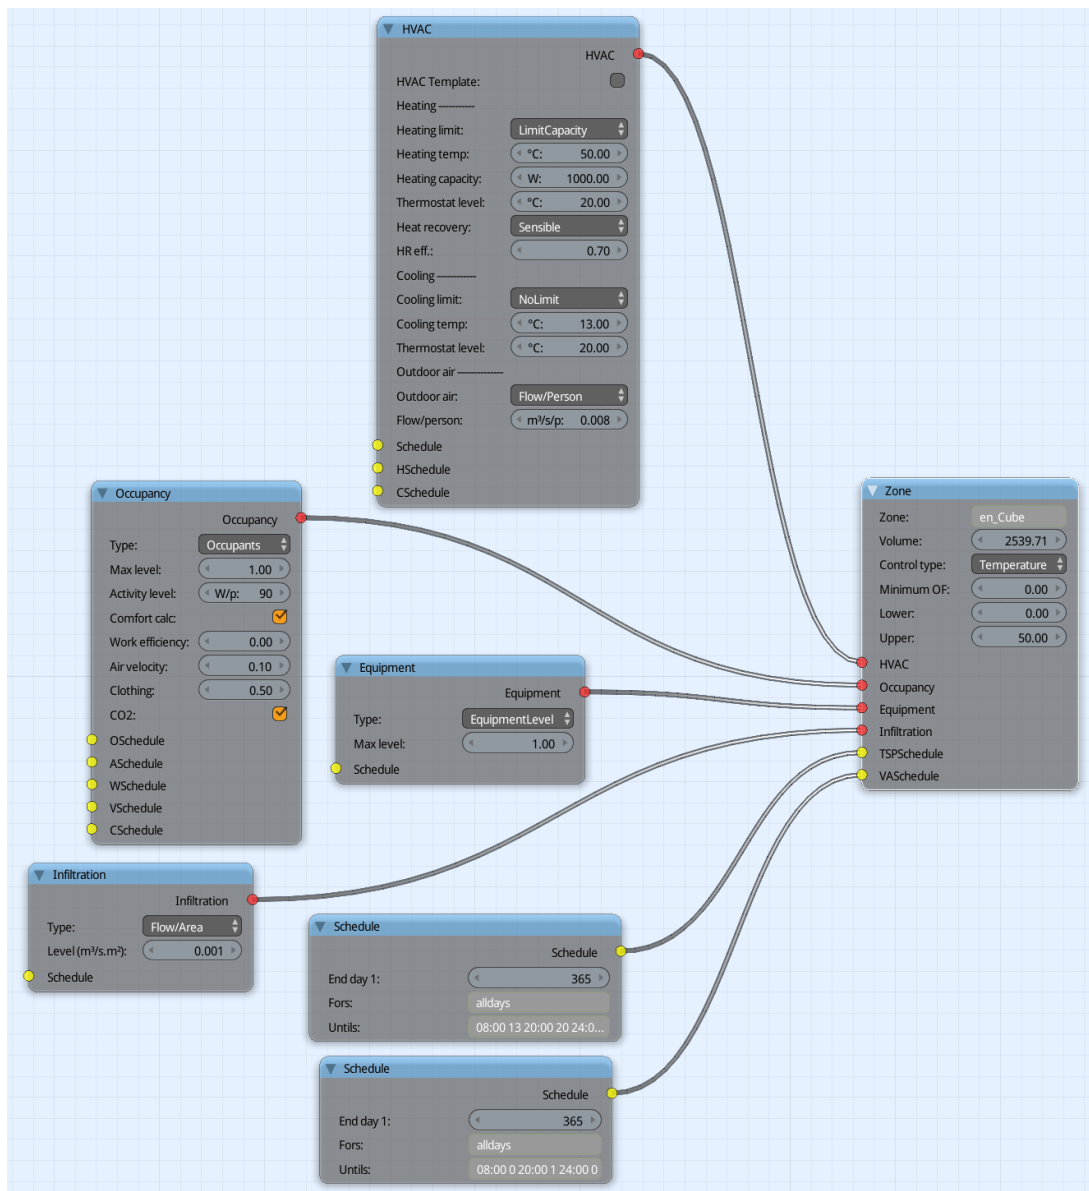 HVAC
HVAC
HVAC Template:
Heating -----------
Heating limit: LimitCapacity
Heating temp: °C: 50.00
Heating capacity: W: 1000.00
Thermostat level: °C: 20.00
Heat recovery: Sensible
HR eff.: 0.70
Cooling ------------
Cooling limit: NoLimit
Cooling temp: °C: 13.00
Thermostat level: °C: 20.00
Outdoor air --------------
Outdoor air: Flow/Person
Flow/person: m³/s/p: 0.008
Schedule
HSchedule
CSchedule
Occupancy
Occupancy
Type: Occupants
Max level: 1.00
Activity level: W/p: 90
Comfort calc:
Work efficiency: 0.00
Air velocity: 0.10
Clothing: 0.50
CO2:
OSchedule
ASchedule
WSchedule
VSchedule
CSchedule
Equipment
Equipment
Type: EquipmentLevel
Max level: 1.00
Schedule
Zone
Zone: en_Cube
Volume: 2539.71
Control type: Temperature
Minimum OF: 0.00
Lower: 0.00
Upper: 50.00
HVAC
Occupancy
Equipment
Infiltration
TSPSchedule
VASchedule
Infiltration
Infiltration
Type: Flow/Area
Level (m³/s.m²): 0.001
Schedule
Schedule
Schedule
End day 1: 365
Fors: alldays
Untils: 08:00 13 20:00 20 24:0...
Schedule
Schedule
End day 1: 365
Fors: alldays
Untils: 08:00 0 20:00 1 24:00 0